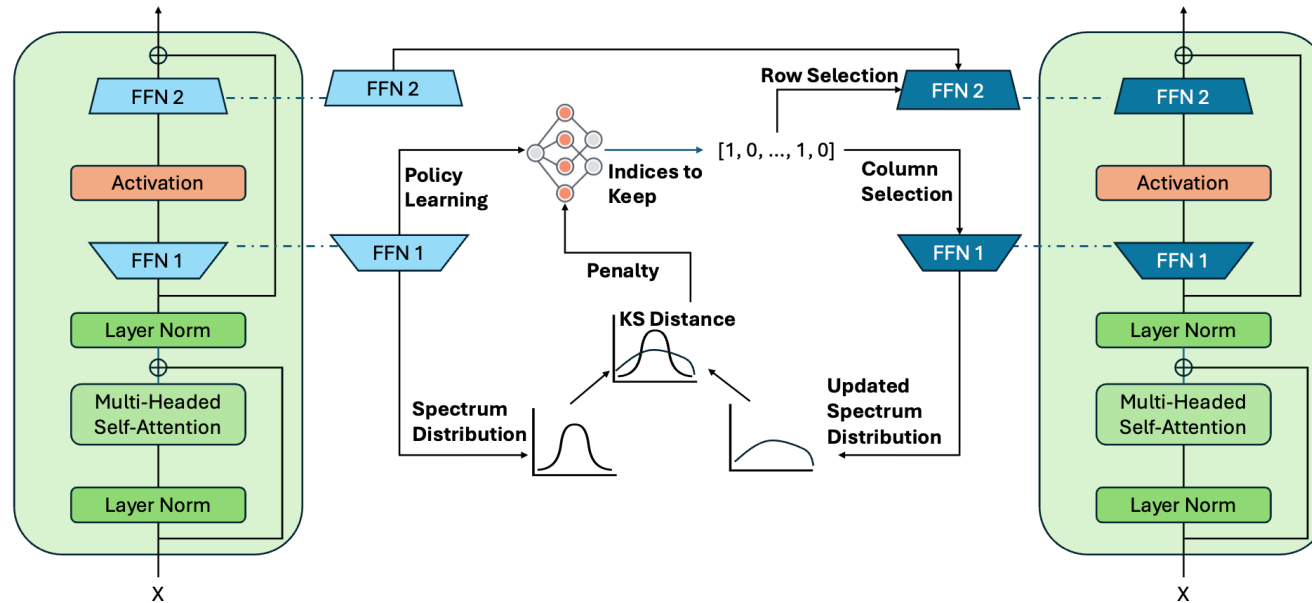 FFN 2
Activation
FFN 1
Layer Norm
Multi-Headed
Self-Attention
Layer Norm
X
FFN 2
Policy
Learning
FFN 1
Spectrum
Distribution
Indices to
Keep
Penalty
KS Distance
[1, 0, ..., 1, 0]
Row Selection
FFN 2
Column
Selection
FFN 1
Updated
Spectrum
Distribution
FFN 2
Activation
FFN 1
Layer Norm
Multi-Headed
Self-Attention
Layer Norm
X